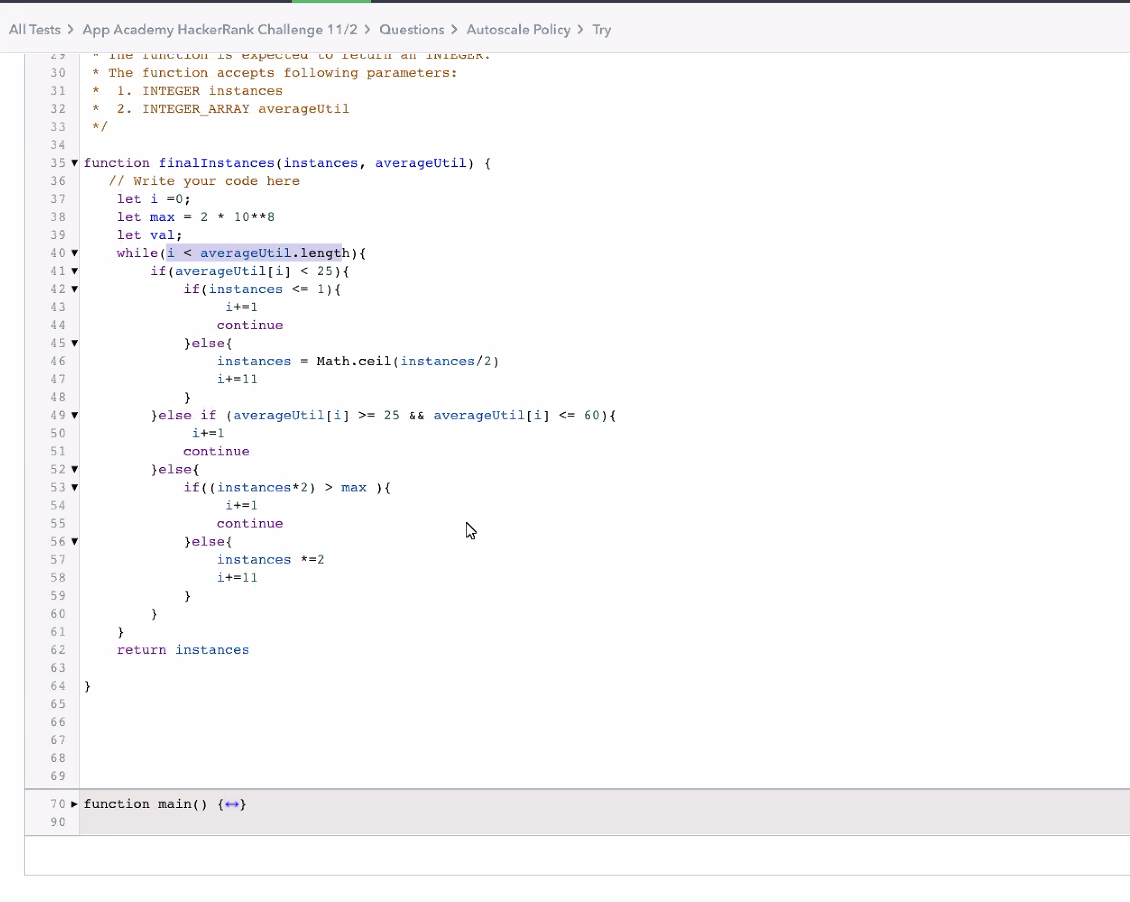 All Tests > App Academy HackerRank Challenge 11/2 > Questions > Autoscale Policy > Try
29 * The function is expected to return an INTEGER.
30 * The function accepts following parameters:
31 *  1. INTEGER instances
32 *  2. INTEGER_ARRAY averageUtil
33 */
34
35 function finalInstances(instances, averageUtil) {
36    // Write your code here
37     let i =0;
38     let max = 2 * 10**8
39     let val;
40     while(i < averageUtil.length){
41         if(averageUtil[i] < 25){
42             if(instances <= 1){
43                  i+=1
44                 continue
45             }else{
46                 instances = Math.ceil(instances/2)
47                 i+=11
48             }
49         }else if (averageUtil[i] >= 25 && averageUtil[i] <= 60){
50              i+=1
51             continue
52         }else{
53             if((instances*2) > max ){
54                  i+=1
55                 continue
56             }else{
57                 instances *=2
58                 i+=11
59             }
60         }
61     }
62     return instances
63
64 }
65
66
67
68
69
70 function main() {↔}
90